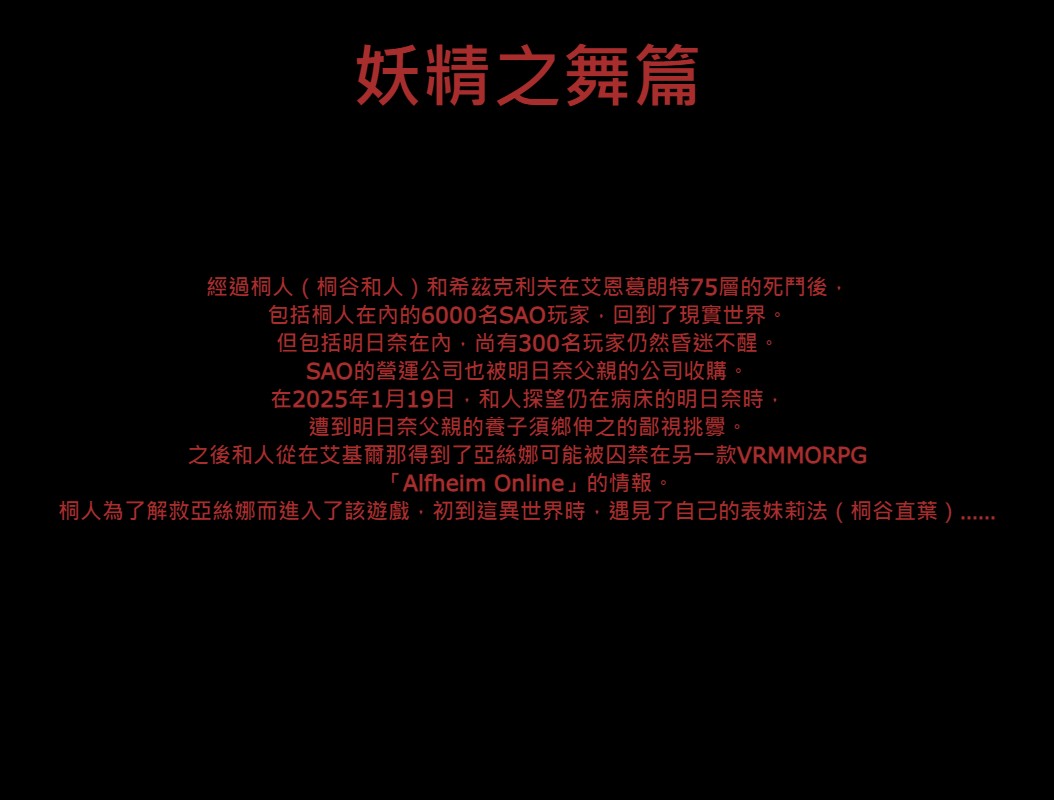 妖精之舞篇
經過桐人（桐谷和人）和希茲克利夫在艾恩葛朗特75層的死鬥後，
包括桐人在內的6000名SAO玩家，回到了現實世界。
但包括明日奈在內，尚有300名玩家仍然昏迷不醒。
SAO的營運公司也被明日奈父親的公司收購。
在2025年1月19日，和人探望仍在病床的明日奈時，
遭到明日奈父親的養子須鄉伸之的鄙視挑釁。
之後和人從在艾基爾那得到了亞絲娜可能被囚禁在另一款VRMMORPG
「Alfheim Online」的情報。
桐人為了解救亞絲娜而進入了該遊戲，初到這異世界時，遇見了自己的表妹莉法（桐谷直葉）......